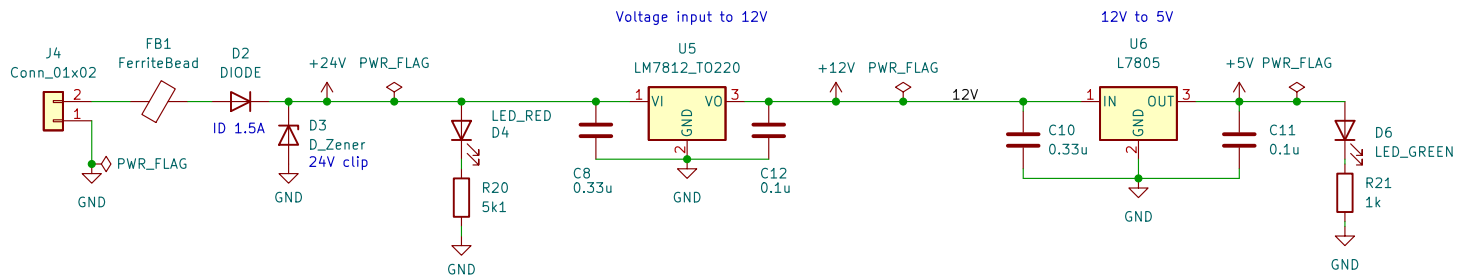 Voltage input to 12V
12V to 5V
J4
Conn_01x02
2
1
PWR_FLAG
GND
FB1
FerriteBead
D2
DIODE
ID 1.5A
D3
D_Zener
24V clip
GND
+24V
PWR_FLAG
LED_RED
D4
R20
5k1
GND
C8
0.33u
U5
LM7812_TO220
1
VI
VO
3
GND
2
GND
C12
0.1u
+12V
PWR_FLAG
12V
C10
0.33u
U6
L7805
1
IN
OUT
3
GND
2
GND
+5V
PWR_FLAG
C11
0.1u
D6
LED_GREEN
R21
1k
GND